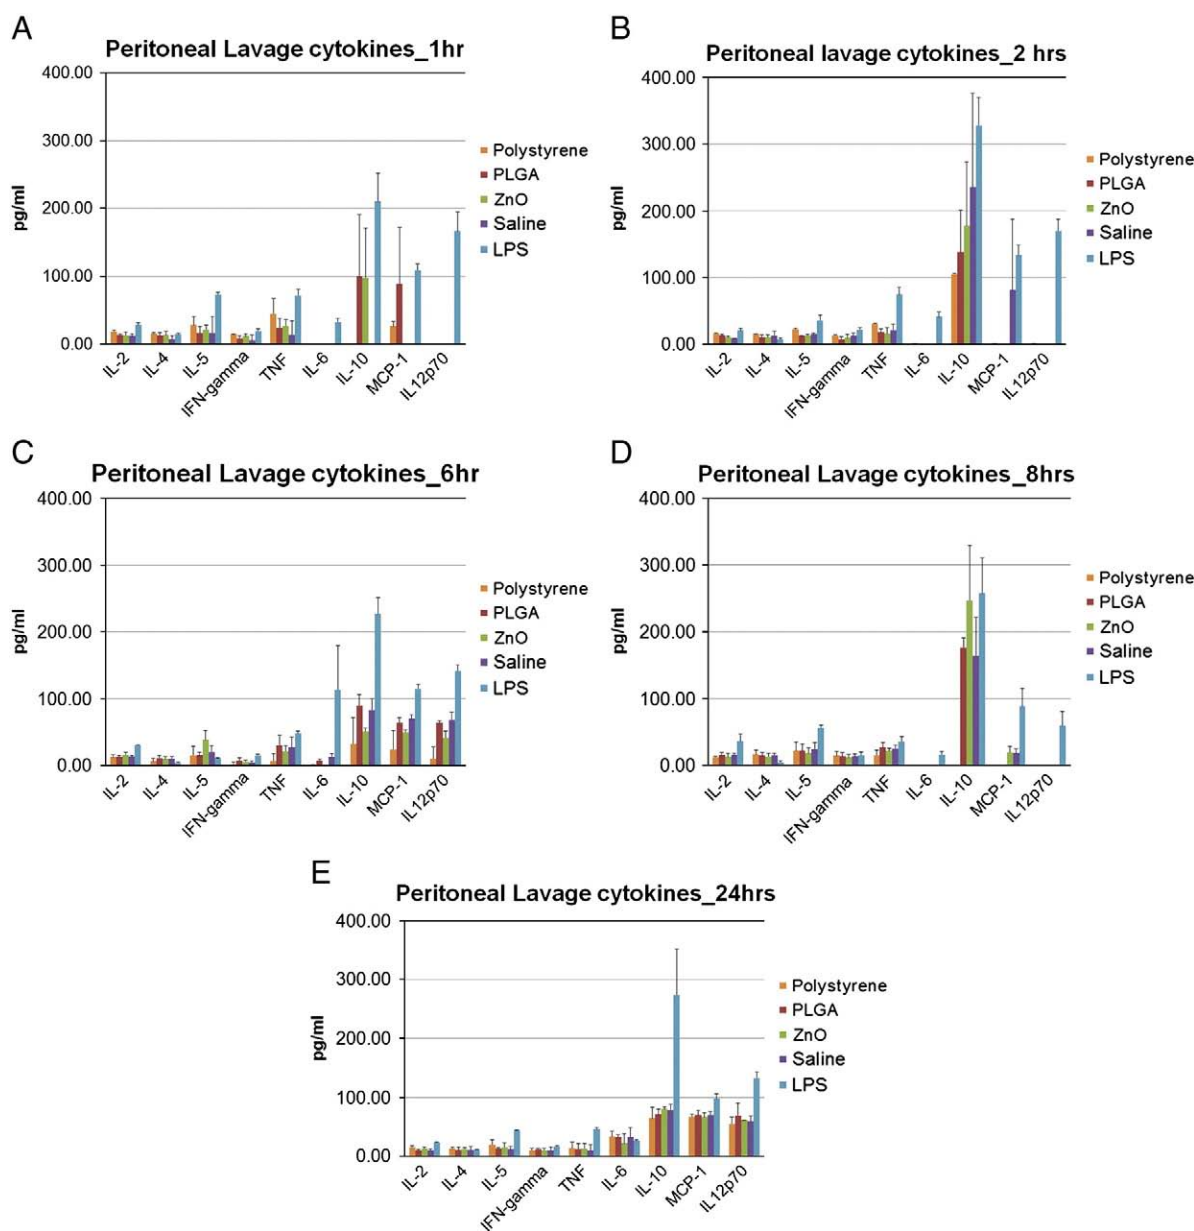 A
Peritoneal Lavage cytokines_1hr
400.00
300.00
200.00
100.00
0.00
pg/ml
IL-2
IL-4
IL-5
IFN-gamma
TNF
IL-6
IL-10
MCP-1
IL12p70
Polystyrene
PLGA
ZnO
Saline
LPS
B
Peritoneal lavage cytokines_2 hrs
400.00
300.00
200.00
100.00
0.00
pg/ml
IL-2
IL-4
IL-5
IFN-gamma
TNF
IL-6
IL-10
MCP-1
IL12p70
Polystyrene
PLGA
ZnO
Saline
LPS
C
Peritoneal Lavage cytokines_6hr
400.00
300.00
200.00
100.00
0.00
pg/ml
IL-2
IL-4
IL-5
IFN-gamma
TNF
IL-6
IL-10
MCP-1
IL12p70
Polystyrene
PLGA
ZnO
Saline
LPS
D
Peritoneal Lavage cytokines_8hrs
400.00
300.00
200.00
100.00
0.00
pg/ml
IL-2
IL-4
IL-5
IFN-gamma
TNF
IL-6
IL-10
MCP-1
IL12p70
Polystyrene
PLGA
ZnO
Saline
LPS
E
Peritoneal Lavage cytokines_24hrs
400.00
300.00
200.00
100.00
0.00
pg/ml
IL-2
IL-4
IL-5
IFN-gamma
TNF
IL-6
IL-10
MCP-1
IL12p70
Polystyrene
PLGA
ZnO
Saline
LPS